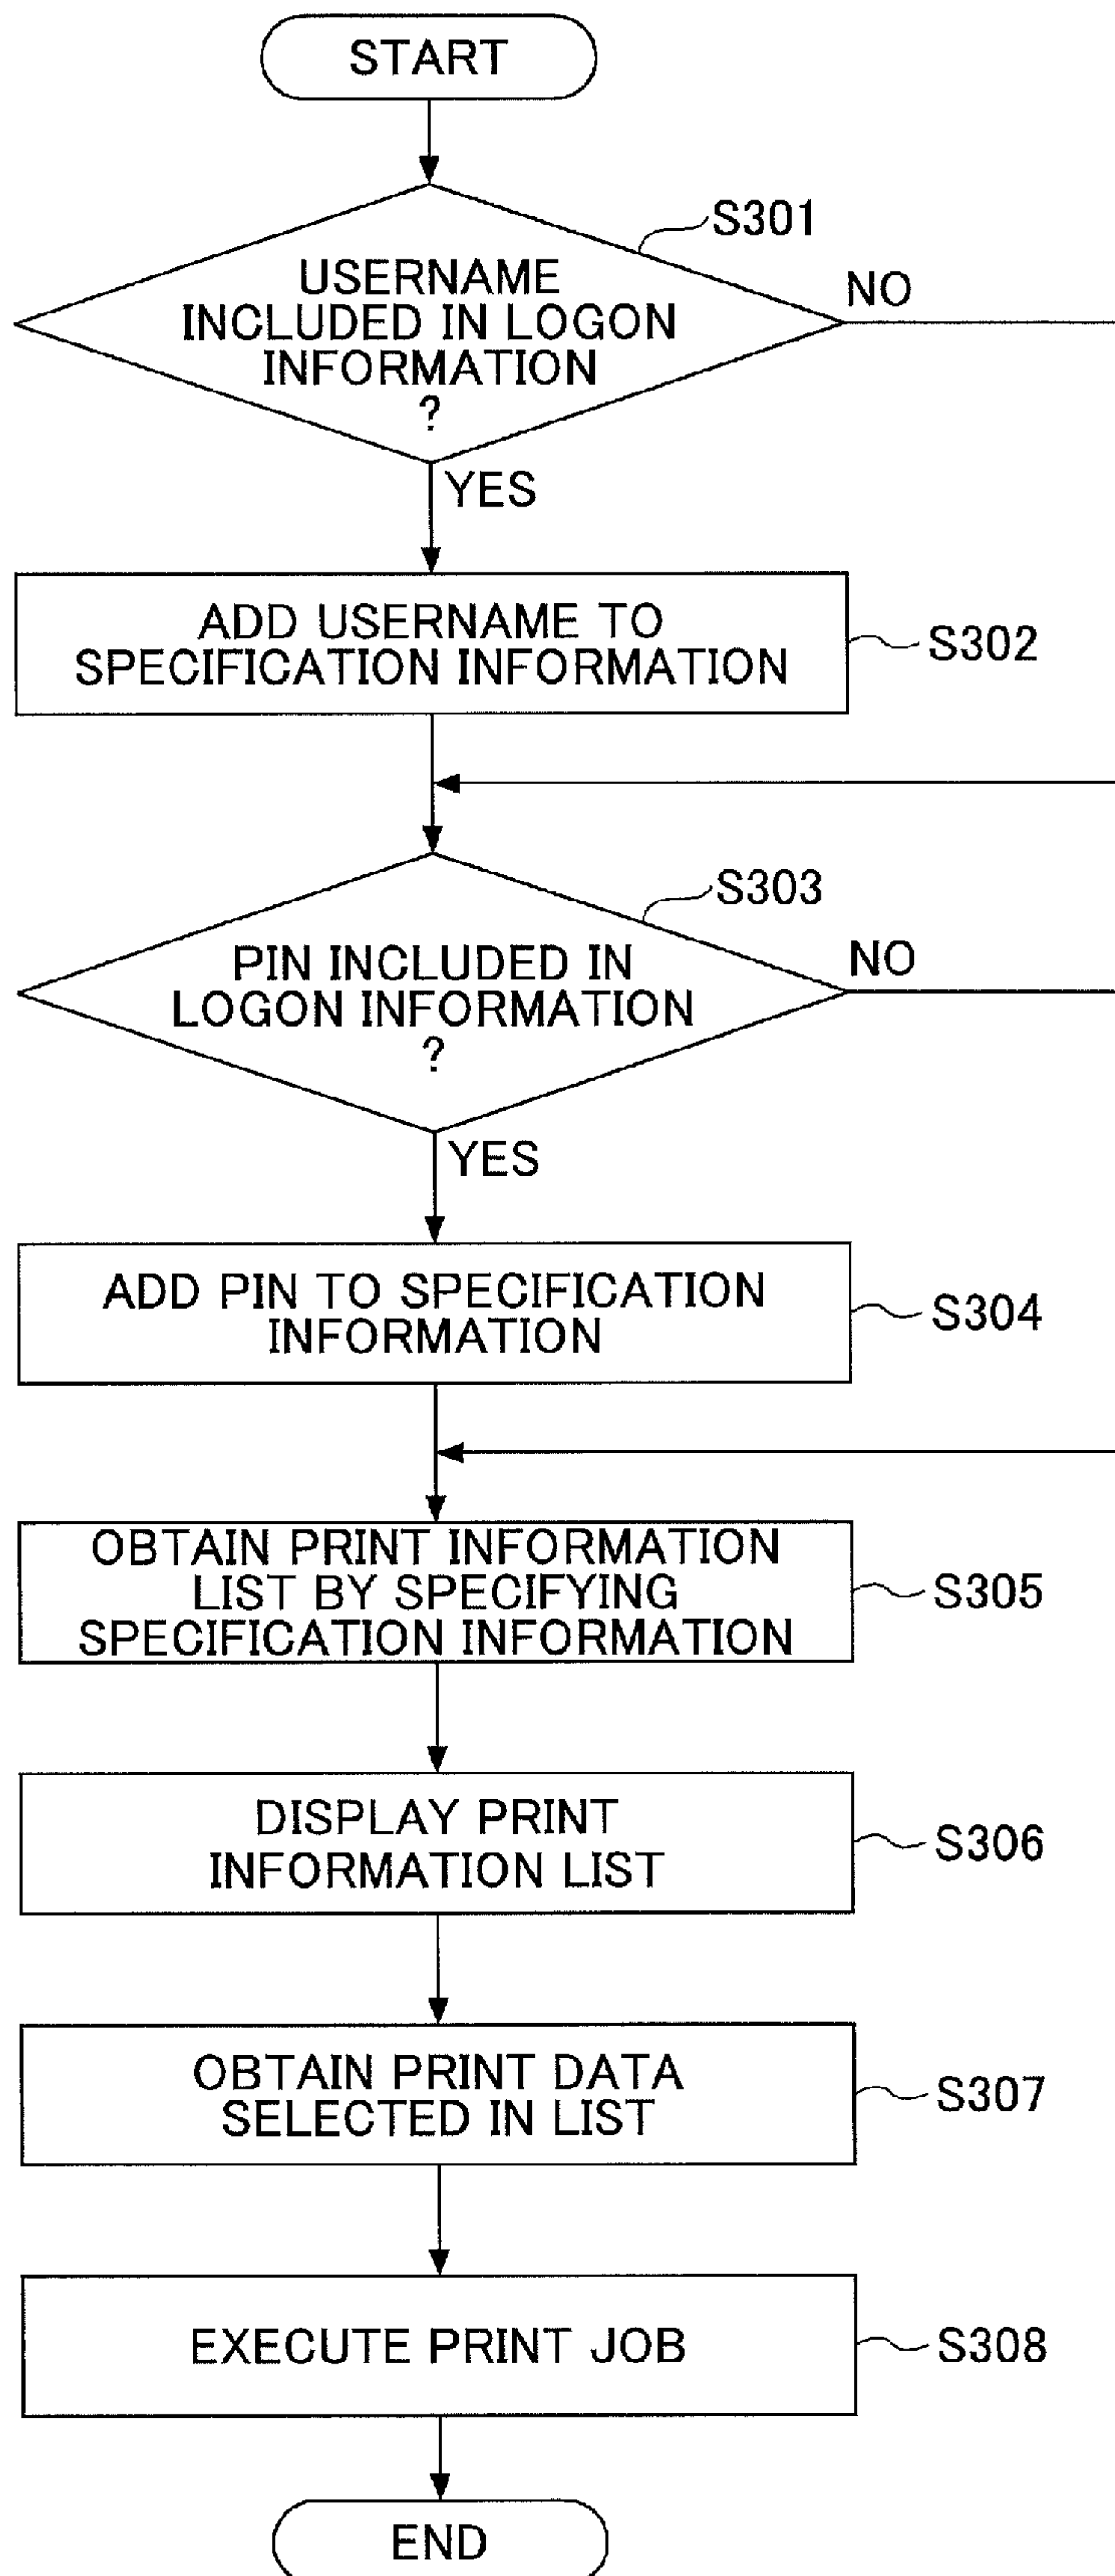 START
S301
USERNAME
INCLUDED IN LOGON
INFORMATION
?
NO
YES
ADD USERNAME TO
SPECIFICATION INFORMATION
S302
S303
PIN INCLUDED IN
LOGON INFORMATION
?
NO
YES
ADD PIN TO SPECIFICATION
INFORMATION
S304
OBTAIN PRINT INFORMATION
LIST BY SPECIFYING
SPECIFICATION INFORMATION
S305
DISPLAY PRINT
INFORMATION LIST
S306
OBTAIN PRINT DATA
SELECTED IN LIST
S307
EXECUTE PRINT JOB
S308
END